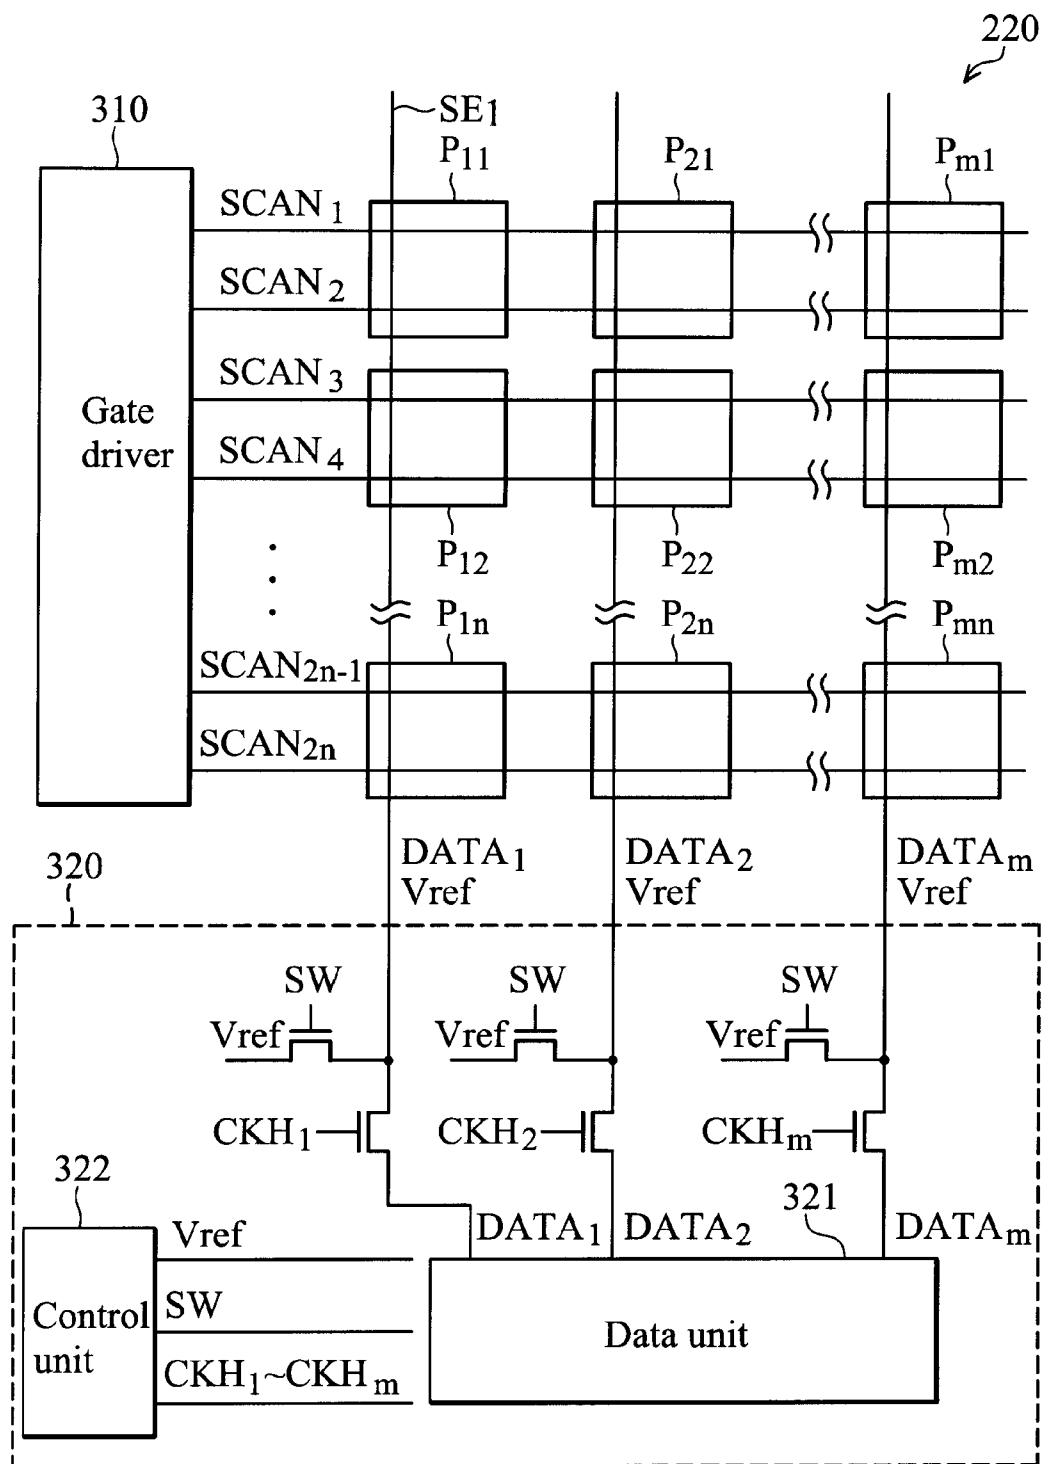 220
310
SE1
P11
P21
Pm1
SCAN1
SCAN2
SCAN3
Gate
driver
SCAN4
P12
P22
Pm2
P1n
P2n
Pmn
SCAN2n-1
SCAN2n
DATA1
Vref
DATA2
Vref
DATAm
Vref
320
SW
SW
SW
Vref
Vref
Vref
CKH1
CKH2
CKHm
322
321
Vref
DATA1
DATA2
DATAm
Control
unit
SW
Data unit
CKH1~CKHm